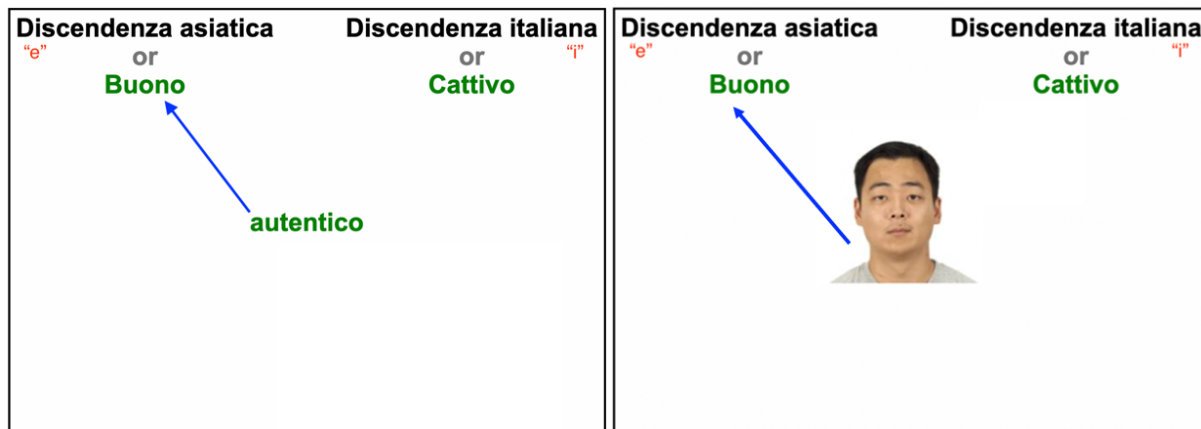 Discendenza asiatica Discendenza italiana
“e” or or “i”
Buono Cattivo
autentico
Discendenza asiatica Discendenza italiana
“e” or or “i”
Buono Cattivo